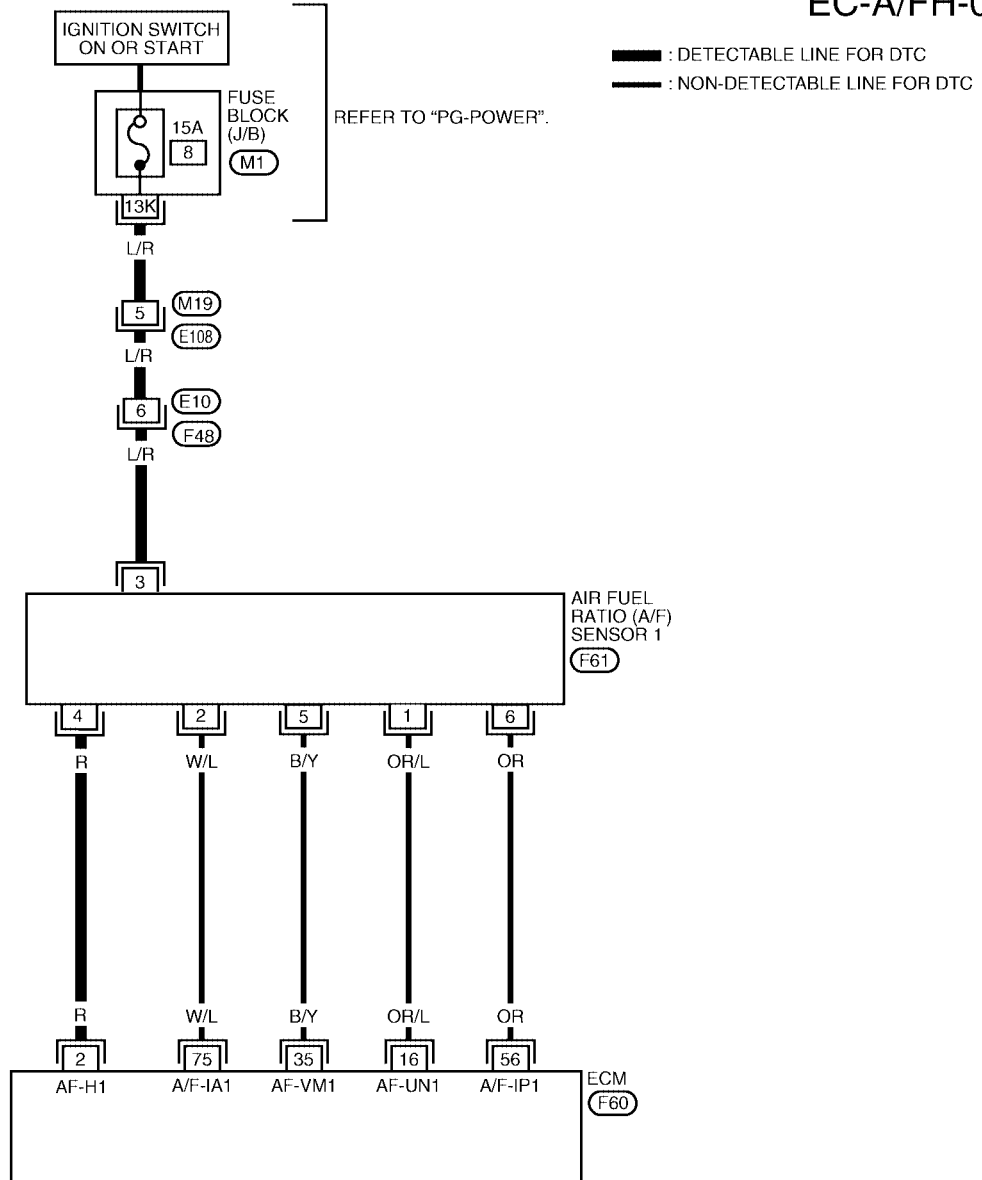 EC-A/FH-0
IGNITION SWITCH
ON OR START
: DETECTABLE LINE FOR DTC
: NON-DETECTABLE LINE FOR DTC
FUSE
BLOCK
(J/B)
M1
15A
8
REFER TO “PG-POWER”.
13K
L/R
5
M19
E108
L/R
6
E10
F48
L/R
3
AIR FUEL
RATIO (A/F)
SENSOR 1
F61
4 2 5 1 6
R W/L B/Y OR/L OR
R W/L B/Y OR/L OR
2 75 35 16 56
AF-H1 A/F-IA1 AF-VM1 AF-UN1 A/F-IP1
ECM
F60